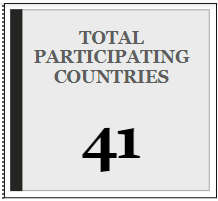 TOTAL
PARTICIPATING
COUNTRIES
41